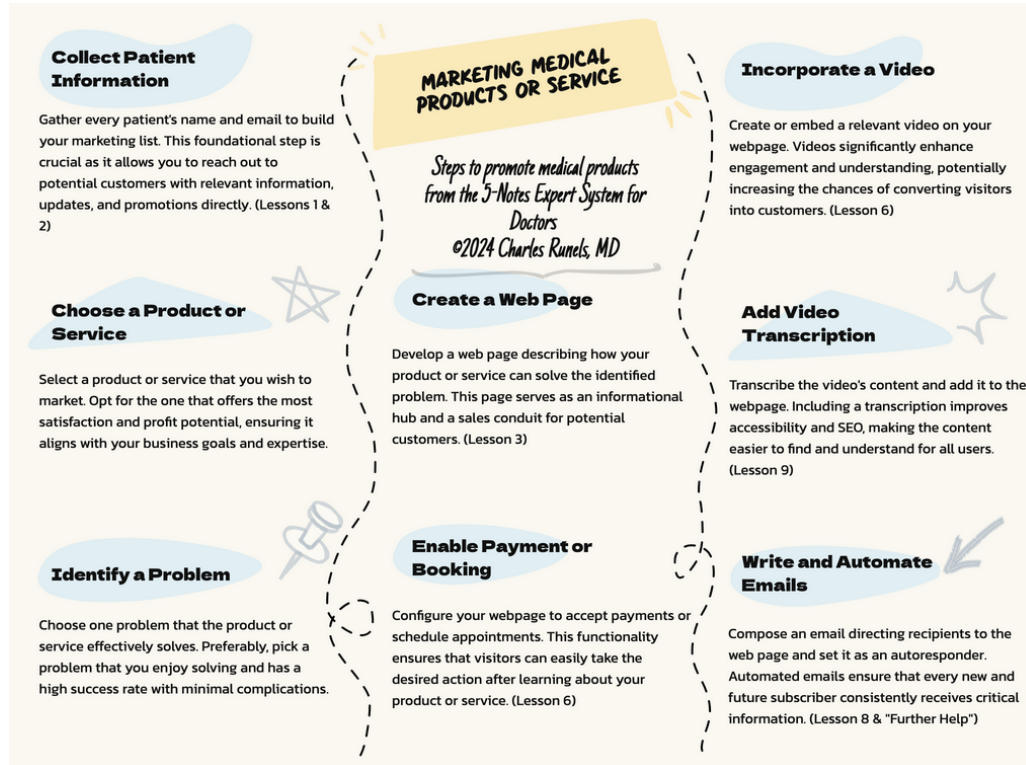 Collect Patient
Information
Gather every patient's name and email to build
your marketing list. This foundational step is
crucial as it allows you to reach out to
potential customers with relevant information,
updates, and promotions directly. (Lessons 1 &
2)
Choose a Product or
Service
Select a product or service that you wish to
market. Opt for the one that offers the most
satisfaction and profit potential, ensuring it
aligns with your business goals and expertise.
Identify a Problem
Choose one problem that the product or
service effectively solves. Preferably, pick a
problem that you enjoy solving and has a
high success rate with minimal complications.
MARKETING MEDICAL
PRODUCTS OR SERVICE
Steps to promote medical products
from the 5-Notes Expert System for
Doctors
©2024 Charles Runels, MD
Create a Web Page
Develop a web page describing how your
product or service can solve the identified
problem. This page serves as an informational
hub and a sales conduit for potential
customers. (Lesson 3)
Enable Payment or
Booking
Configure your webpage to accept payments or
schedule appointments. This functionality
ensures that visitors can easily take the
desired action after learning about your
product or service. (Lesson 6)
Incorporate a Video
Create or embed a relevant video on your
webpage. Videos significantly enhance
engagement and understanding, potentially
increasing the chances of converting visitors
into customers. (Lesson 6)
Add Video
Transcription
Transcribe the video's content and add it to the
webpage. Including a transcription improves
accessibility and SEO, making the content
easier to find and understand for all users.
(Lesson 9)
Write and Automate
Emails
Compose an email directing recipients to the
web page and set it as an autoresponder.
Automated emails ensure that every new and
future subscriber consistently receives critical
information. (Lesson 8 & "Further Help")